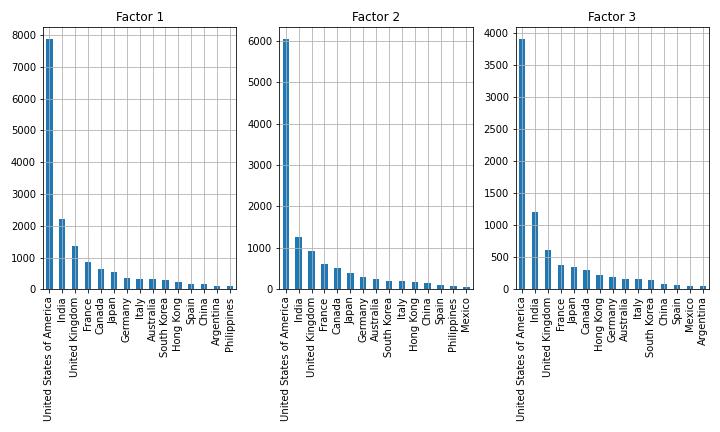 Factor 1
8000
7000
6000
5000
4000
3000
2000
1000
0
United States of America
India
United Kingdom
France
Canada
Japan
Germany
Italy
Australia
South Korea
Hong Kong
Spain
China
Argentina
Philippines
Factor 2
6000
5000
4000
3000
2000
1000
0
United States of America
India
United Kingdom
France
Canada
Japan
Germany
Australia
South Korea
Italy
Hong Kong
China
Spain
Philippines
Mexico
Factor 3
4000
3500
3000
2500
2000
1500
1000
500
0
United States of America
India
United Kingdom
France
Japan
Canada
Hong Kong
Germany
Australia
Italy
South Korea
China
Spain
Mexico
Argentina